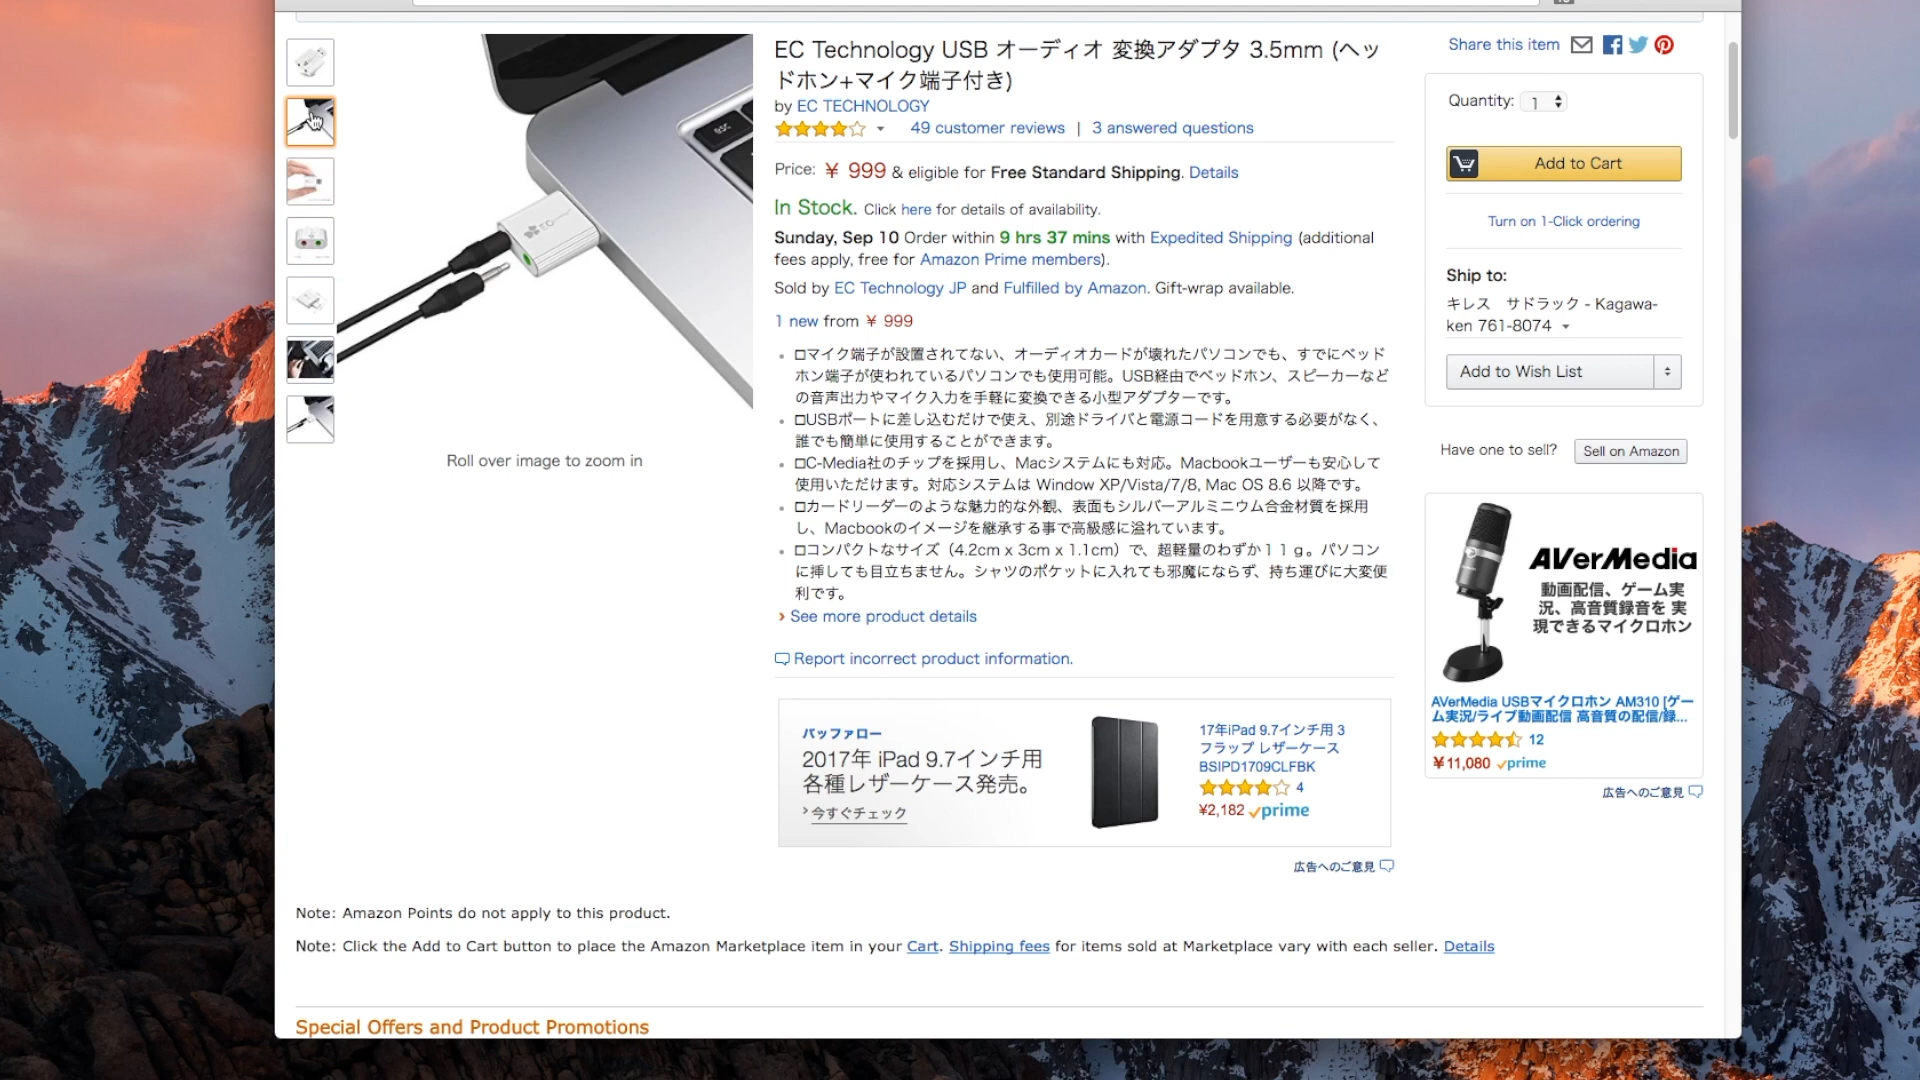 EC Technology USB オーディオ 変換アダプタ 3.5mm (ヘッ
ドホン+マイク端子付き)
by EC TECHNOLOGY
49 customer reviews | 3 answered questions
Price: ¥ 999 & eligible for Free Standard Shipping. Details
In Stock. Click here for details of availability.
Sunday, Sep 10 Order within 9 hrs 37 mins with Expedited Shipping (additional
fees apply, free for Amazon Prime members).
Sold by EC Technology JP and Fulfilled by Amazon. Gift-wrap available.
1 new from ¥ 999
□マイク端子が設置されてない、オーディオカードが壊れたパソコンでも、すでにベッド
ホン端子が使われているパソコンでも使用可能。USB経由でベッドホン、スピーカーなど
の音声出力やマイク入力を手軽に変換できる小型アダプターです。
□USBポートに差し込むだけで使え、別途ドライバと電源コードを用意する必要がなく、
誰でも簡単に使用することができます。
□C-Media社のチップを採用し、Macシステムにも対応。Macbookユーザーも安心して
使用いただけます。対応システムは Window XP/Vista/7/8, Mac OS 8.6 以降です。
□カードリーダーのような魅力的な外観、表面もシルバーアルミニウム合金材質を採用
し、Macbookのイメージを継承する事で高級感に溢れています。
□コンパクトなサイズ（4.2cm x 3cm x 1.1cm）で、超軽量のわずか１１ｇ。パソコン
に挿しても目立ちません。シャツのポケットに入れても邪魔にならず、持ち運びに大変便
利です。
› See more product details
Report incorrect product information.
esc
EC
Roll over image to zoom in
バッファロー
2017年 iPad 9.7インチ用
各種レザーケース発売。
› 今すぐチェック
17年iPad 9.7インチ用 3
フラップ レザーケース
BSIPD1709CLFBK
4
¥2,182 prime
広告へのご意見
Share this item
Quantity: 1
Add to Cart
Turn on 1-Click ordering
Ship to:
キレス サドラック - Kagawa-
ken 761-8074
Add to Wish List
Have one to sell? Sell on Amazon
AVerMedia
動画配信、ゲーム実
況、高音質録音を 実
現できるマイクロホン
AVerMedia USBマイクロホン AM310 [ゲー
ム実況/ライブ動画配信 高音質の配信/録...
12
¥11,080 prime
広告へのご意見
Note: Amazon Points do not apply to this product.
Note: Click the Add to Cart button to place the Amazon Marketplace item in your Cart. Shipping fees for items sold at Marketplace vary with each seller. Details
Special Offers and Product Promotions